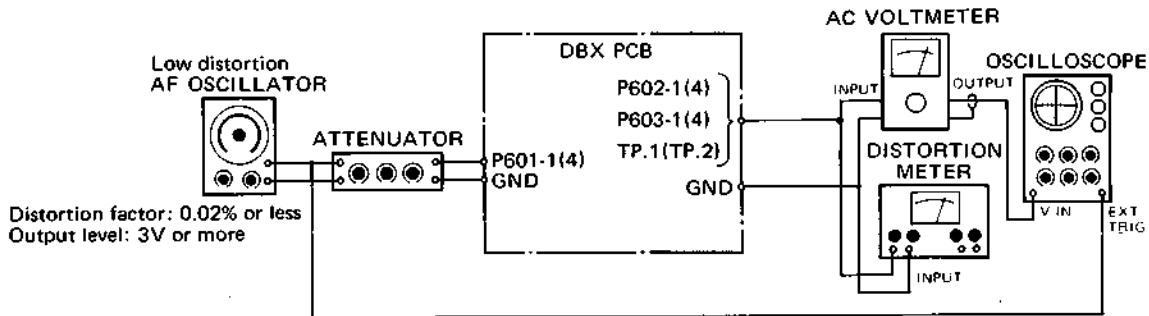 AC VOLTMETER
DBX PCB
Low distortion
AF OSCILLATOR
OSCILLOSCOPE
P602-1(4)
INPUT
OUTPUT
P603-1(4)
ATTENUATOR
TP.1(TP.2)
DISTORTION
METER
P601-1(4)
GND
GND
Distortion factor: 0.02% or less
Output level: 3V or more
V IN
EXT
TRIG
INPUT